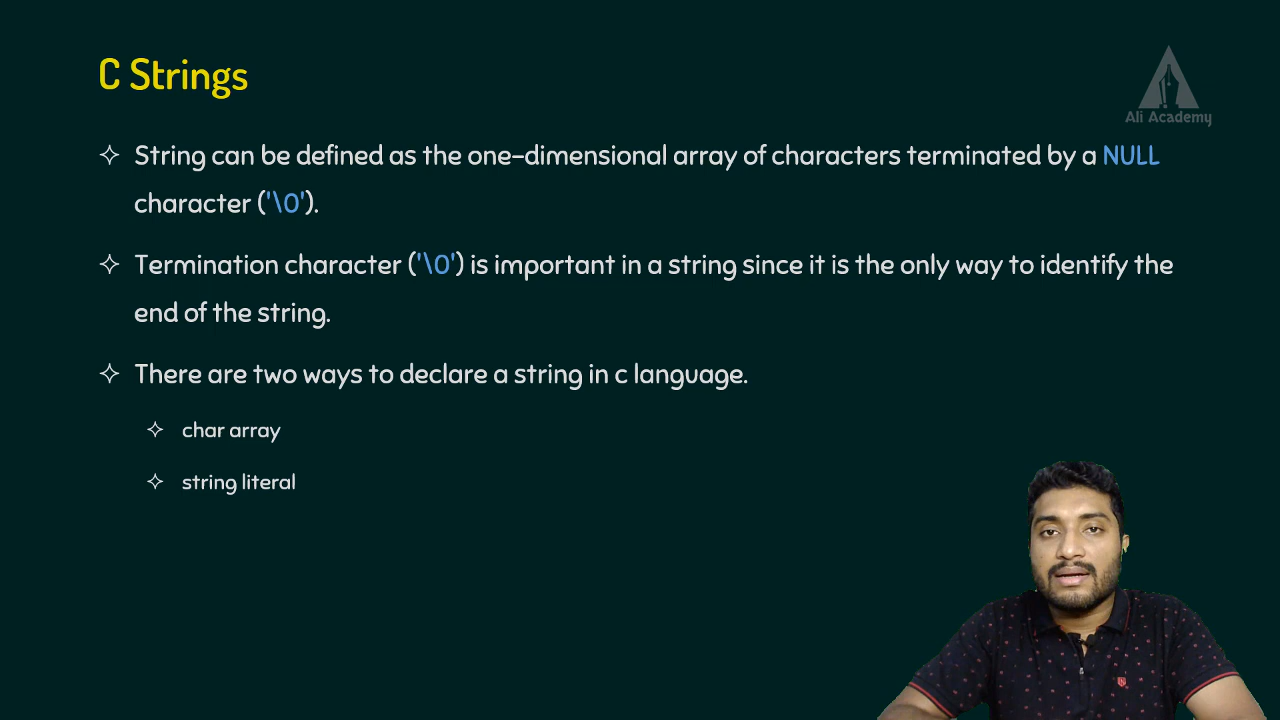 C Strings
Ali Academy
String can be defined as the one-dimensional array of characters terminated by a NULL
character ('\0').
Termination character ('\0') is important in a string since it is the only way to identify the
end of the string.
There are two ways to declare a string in c language.
char array
string literal